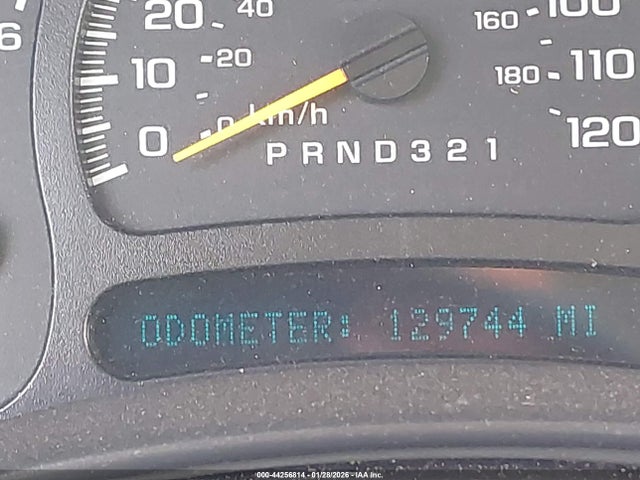 6
20 40 160 100
10 20 180 110
0 0 km/h 120
PRND321
ODOMETER: 129744 MI
000-44256814 - 01/28/2026 - IAA Inc.